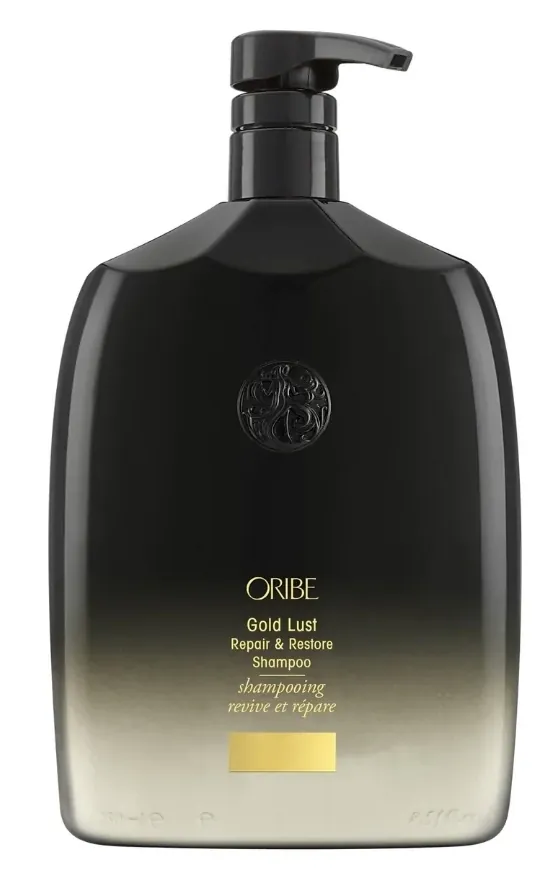 ORIBE
Gold Lust
Repair & Restore
Shampoo
shampooing
revive et répare